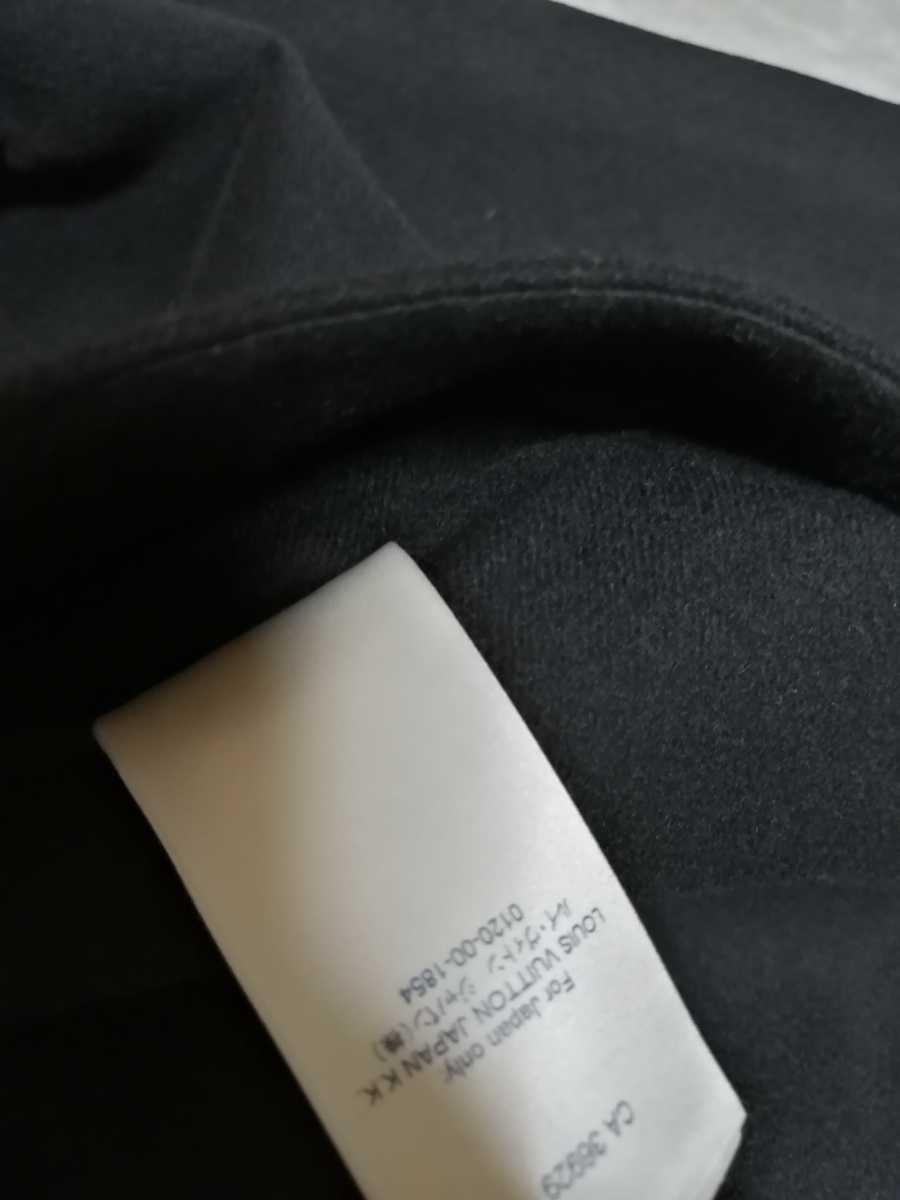 CA 36929
For Japan only
LOUIS VUITTON JAPAN K.K.
ルイ・ヴィトン ジャパン(株)
0120-00-1854